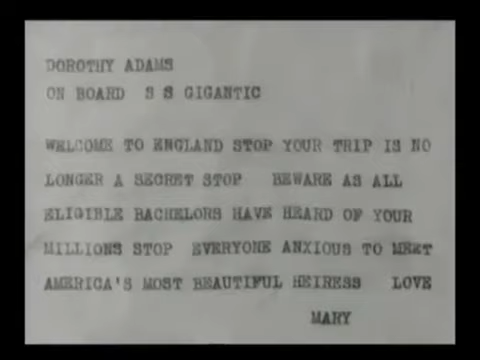 DOROTHY ADAMS
ON BOARD S S GIGANTIC
WELCOME TO ENGLAND STOP YOUR TRIP IS NO
LONGER A SECRET STOP BEWARE AS ALL
ELIGIBLE BACHELORS HAVE HEARD OF YOUR
MILLIONS STOP EVERYONE ANXIOUS TO MEET
AMERICA'S MOST BEAUTIFUL HEIRESS LOVE
MARY